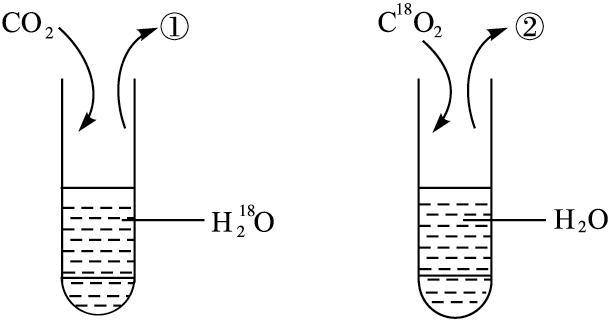 CO₂
①
H₂¹⁸O
C¹⁸O₂
②
H₂O